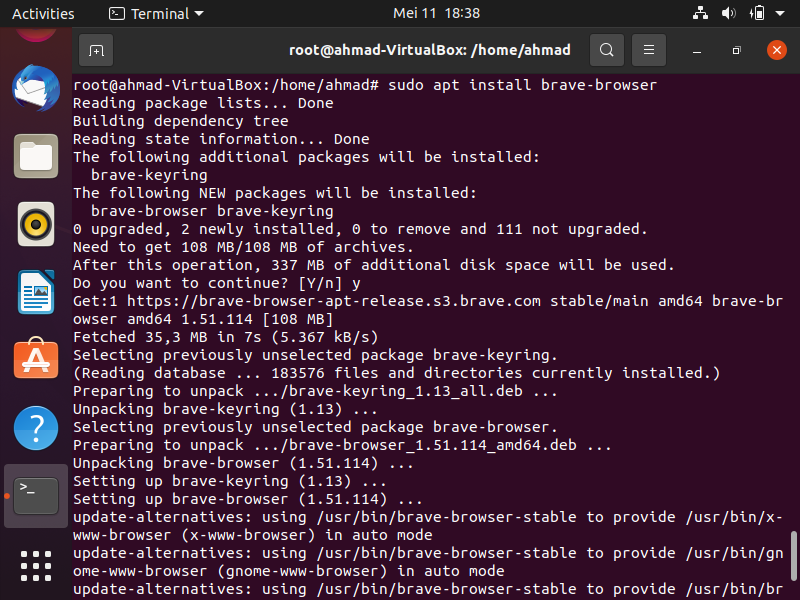 Activities
Terminal
Mei 11 18:38
root@ahmad-VirtualBox: /home/ahmad
root@ahmad-VirtualBox:/home/ahmad# sudo apt install brave-browser
Reading package lists... Done
Building dependency tree
Reading state information... Done
The following additional packages will be installed:
  brave-keyring
The following NEW packages will be installed:
  brave-browser brave-keyring
0 upgraded, 2 newly installed, 0 to remove and 111 not upgraded.
Need to get 108 MB/108 MB of archives.
After this operation, 337 MB of additional disk space will be used.
Do you want to continue? [Y/n] y
Get:1 https://brave-browser-apt-release.s3.brave.com stable/main amd64 brave-br
owser amd64 1.51.114 [108 MB]
Fetched 35,3 MB in 7s (5.367 kB/s)
Selecting previously unselected package brave-keyring.
(Reading database ... 183576 files and directories currently installed.)
Preparing to unpack .../brave-keyring_1.13_all.deb ...
Unpacking brave-keyring (1.13) ...
Selecting previously unselected package brave-browser.
Preparing to unpack .../brave-browser_1.51.114_amd64.deb ...
Unpacking brave-browser (1.51.114) ...
Setting up brave-keyring (1.13) ...
Setting up brave-browser (1.51.114) ...
update-alternatives: using /usr/bin/brave-browser-stable to provide /usr/bin/x-
www-browser (x-www-browser) in auto mode
update-alternatives: using /usr/bin/brave-browser-stable to provide /usr/bin/gn
ome-www-browser (gnome-www-browser) in auto mode
update-alternatives: using /usr/bin/brave-browser-stable to provide /usr/bin/br